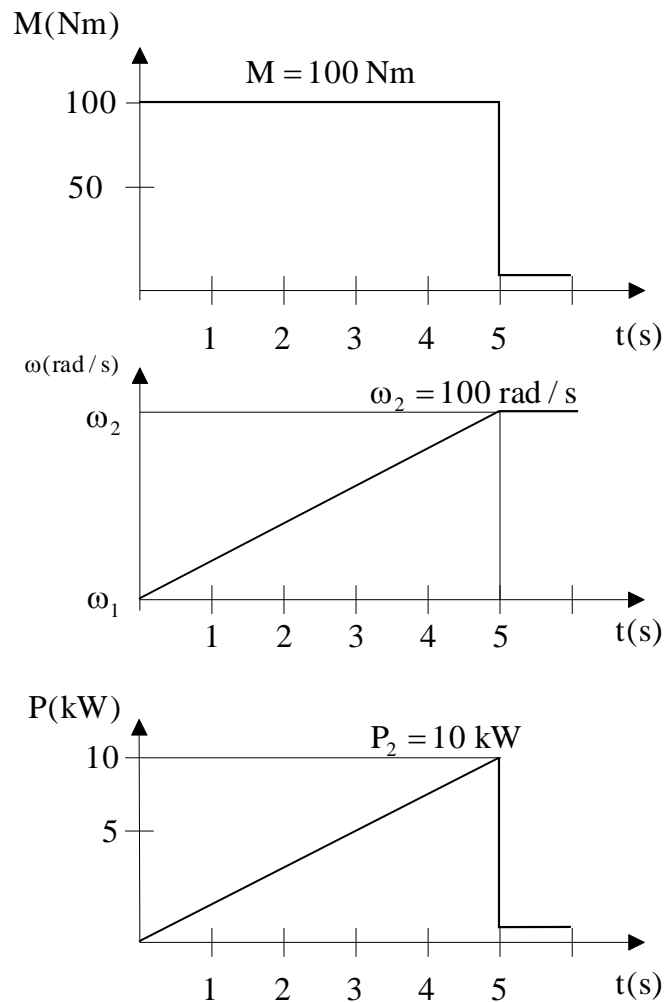 M(Nm)
M = 100 Nm
100
50
1 2 3 4 5 t(s)
ω(rad / s)
ω₂ = 100 rad / s
ω₂
ω₁
1 2 3 4 5 t(s)
P(kW)
P₂ = 10 kW
10
5
1 2 3 4 5 t(s)